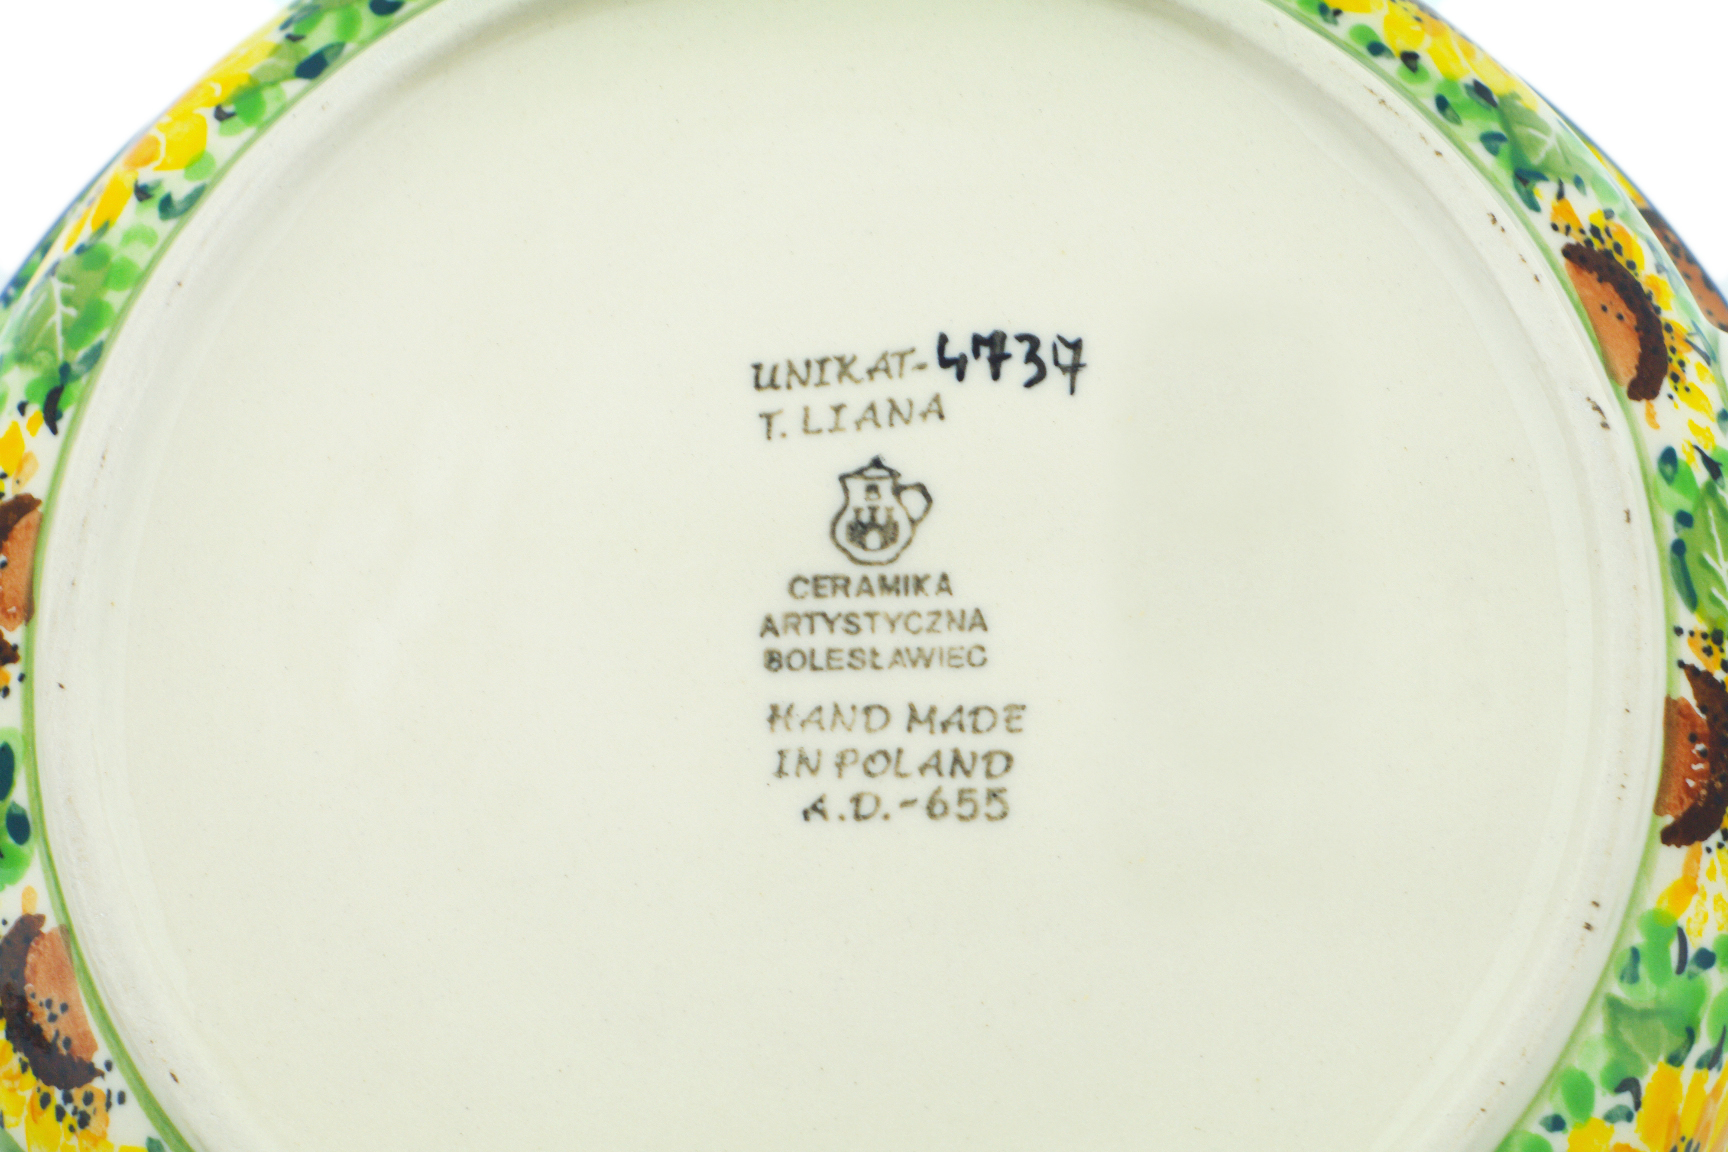 UNIKAT-4737
T. LIANA
B
CERAMIKA
ARTYSTYCZNA
BOLESŁAWIEC
HAND MADE
IN POLAND
A.D.-655